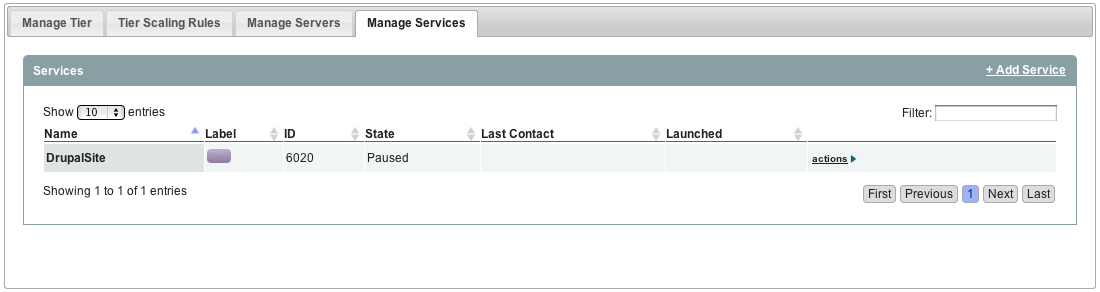 Manage Tier Tier Scaling Rules Manage Servers Manage Services
Services + Add Service
Show 10 entries Filter:
Name Label ID State Last Contact Launched
DrupalSite 6020 Paused actions
Showing 1 to 1 of 1 entries First Previous 1 Next Last